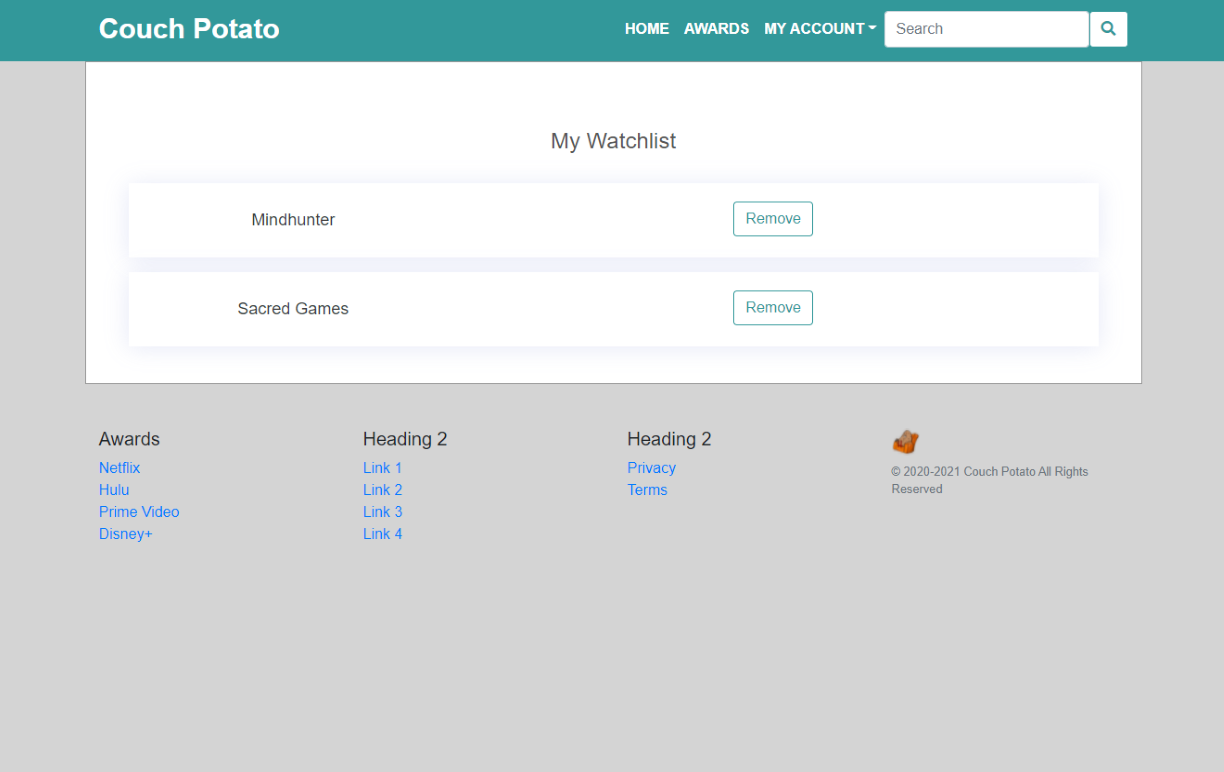 Couch Potato HOME AWARDS MY ACCOUNT Search
My Watchlist
Mindhunter Remove
Sacred Games Remove
Awards
Netflix
Hulu
Prime Video
Disney+
Heading 2
Link 1
Link 2
Link 3
Link 4
Heading 2
Privacy
Terms
© 2020-2021 Couch Potato All Rights
Reserved